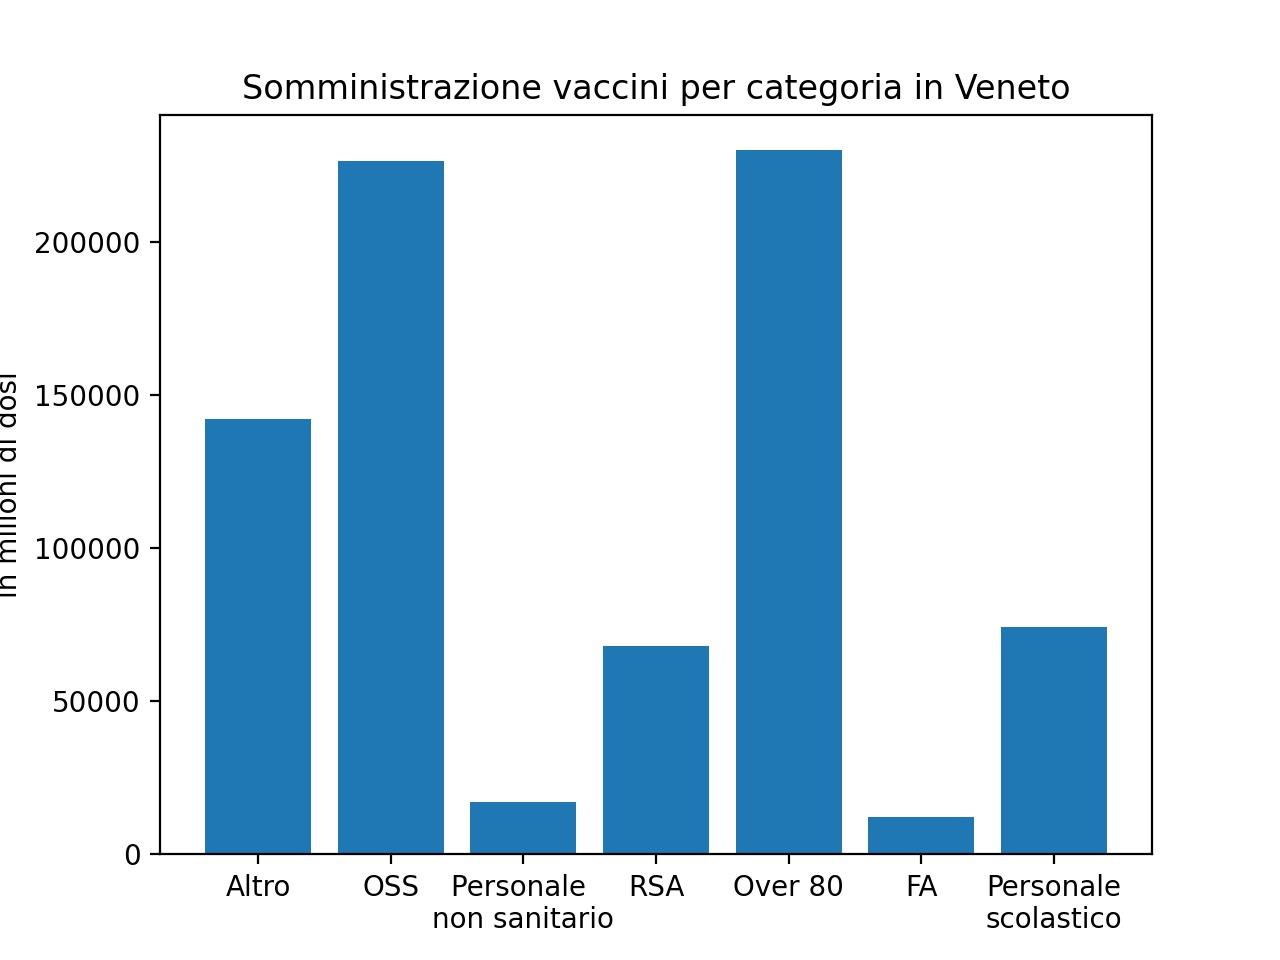 Somministrazione vaccini per categoria in Veneto
200000
150000
100000
50000
0
in milioni di dosi
Altro
OSS
Personale
non sanitario
RSA
Over 80
FA
Personale
scolastico